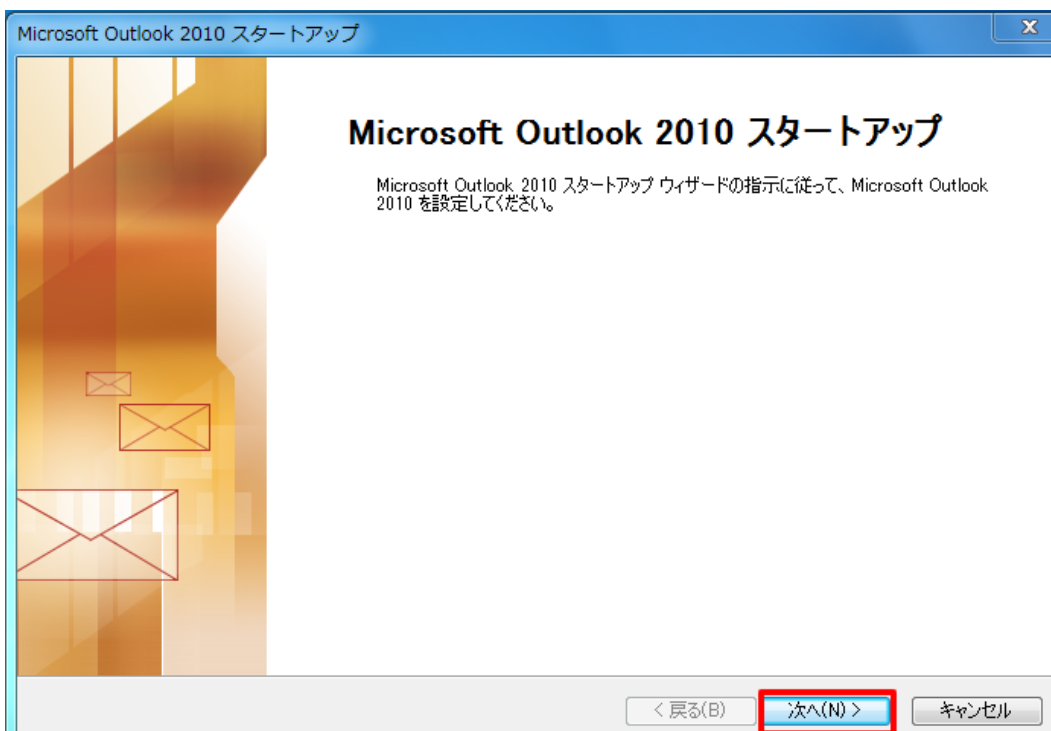 Microsoft Outlook 2010 スタートアップ
Microsoft Outlook 2010 スタートアップ
Microsoft Outlook 2010 スタートアップ ウィザードの指示に従って、Microsoft Outlook
2010 を設定してください。
< 戻る(B) 次へ(N) > キャンセル